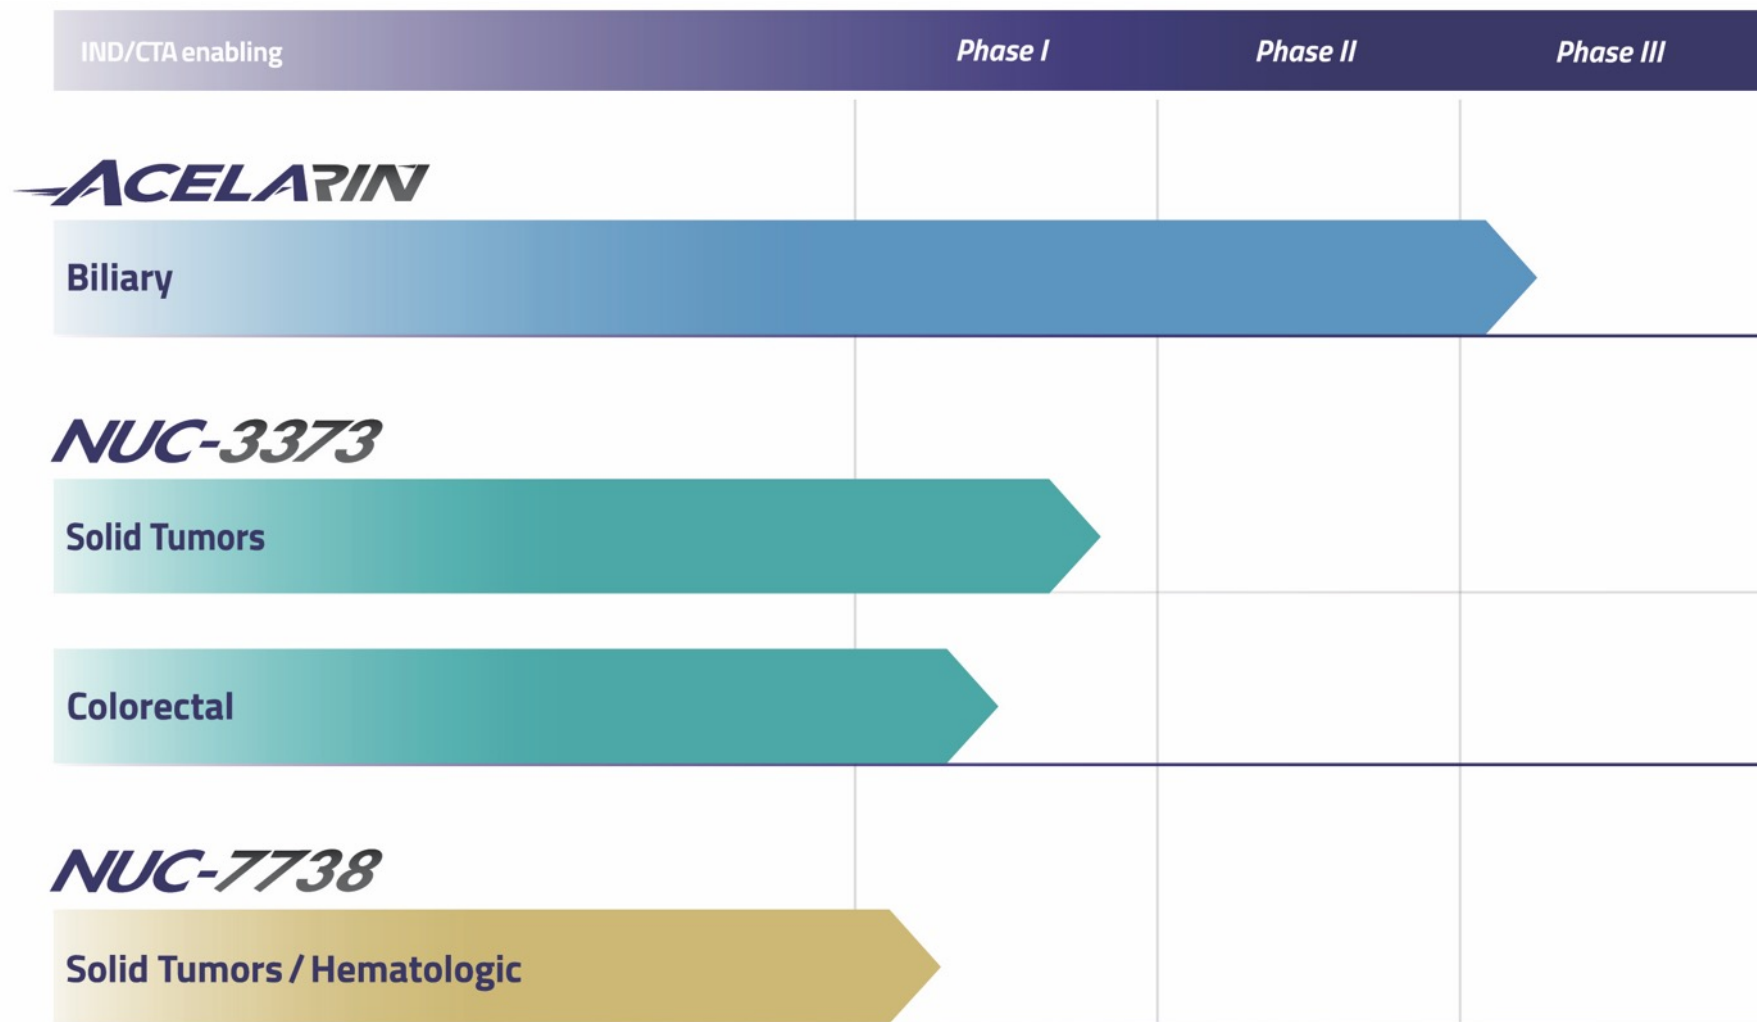 IND/CTA enabling Phase I Phase II Phase III
ACELARIN
Biliary
NUC-3373
Solid Tumors
Colorectal
NUC-7738
Solid Tumors / Hematologic